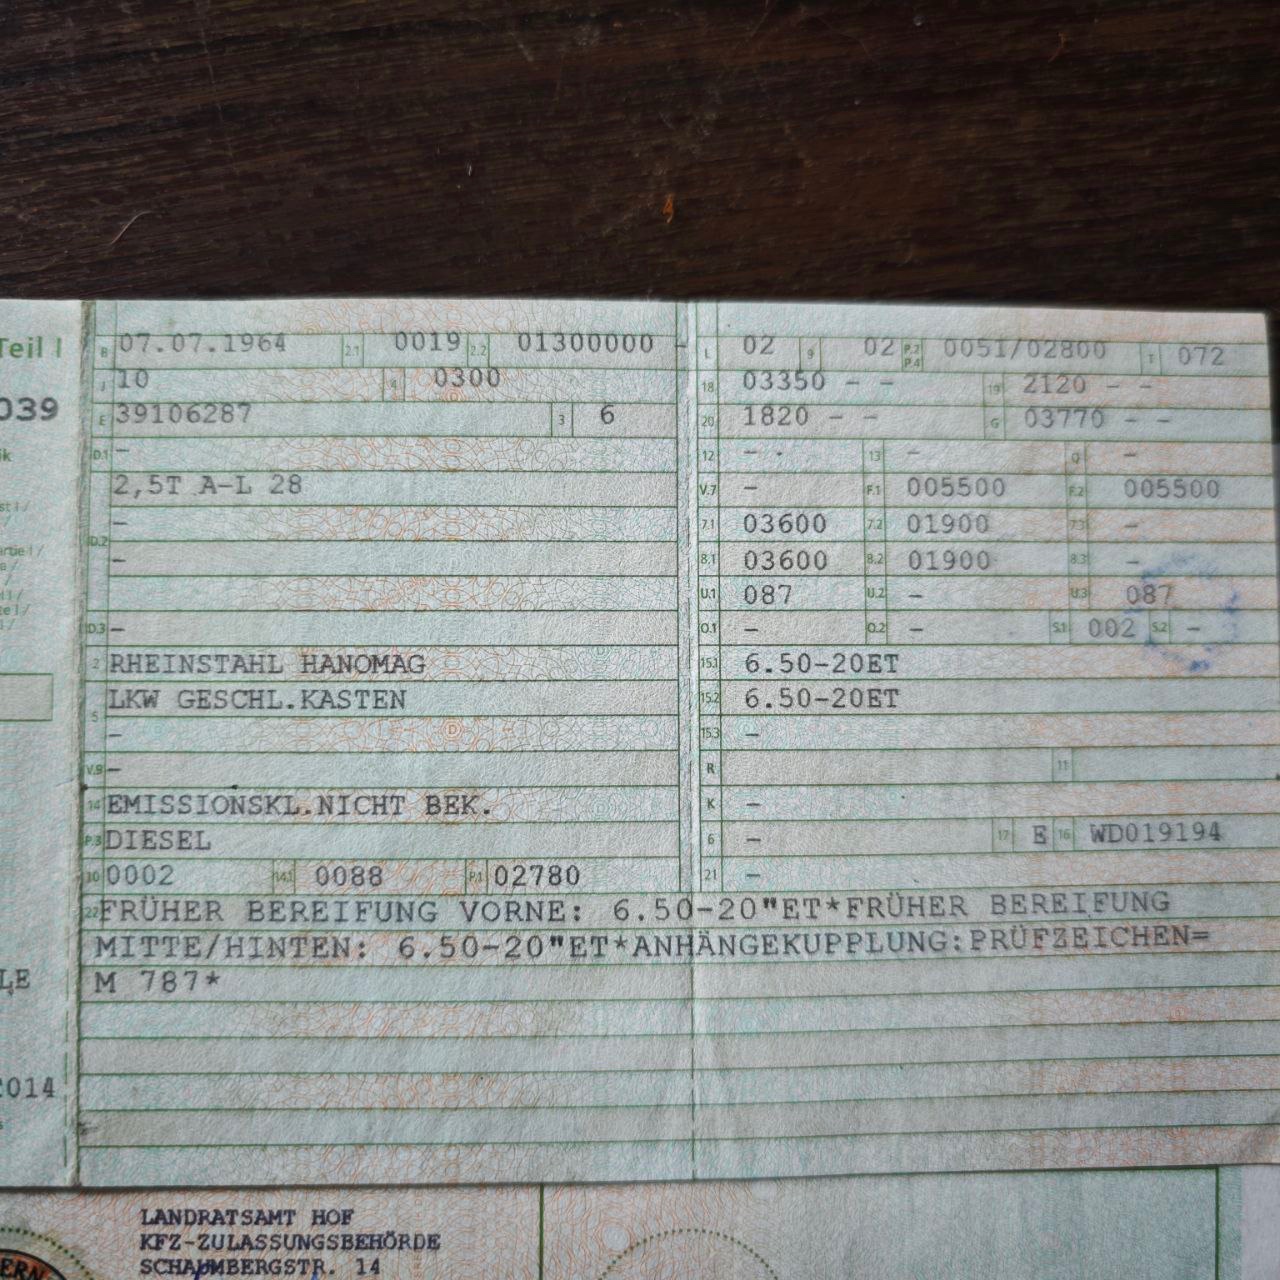 Teil I
039
B 07.07.1964 2.1 0019 2.2 01300000 -
J 10 4 0300
E 39106287 3 6
D.1 -
2,5T A-L 28
D.2 -
-
D.3 -
2 RHEINSTAHL HANOMAG
5 LKW GESCHL.KASTEN
-
V.9 -
14 EMISSIONSKL.NICHT BEK.
P.3 DIESEL
10 0002 14.1 0088 P.1 02780
L 02 9 02 P.2 P.4 0051/02800 T 072
18 03350 - - 19 2120 - -
20 1820 - - G 03770 - -
12 - 13 - Q -
V.7 - F.1 005500 F.2 005500
7.1 03600 7.2 01900 7.3 -
8.1 03600 8.2 01900 8.3 -
U.1 087 U.2 - U.3 087
O.1 - O.2 - S.1 002 S.2 -
15.1 6.50-20ET
15.2 6.50-20ET
15.3 -
R 11
K -
6 - 17 E 16 WD019194
21 -
22 FRÜHER BEREIFUNG VORNE: 6.50-20"ET*FRÜHER BEREIFUNG
MITTE/HINTEN: 6.50-20"ET*ANHÄNGEKUPPLUNG:PRÜFZEICHEN=
M 787*
LE
2014
LANDRATSAMT HOF
KFZ-ZULASSUNGSBEHÖRDE
SCHAUMBERGSTR. 14
ERN